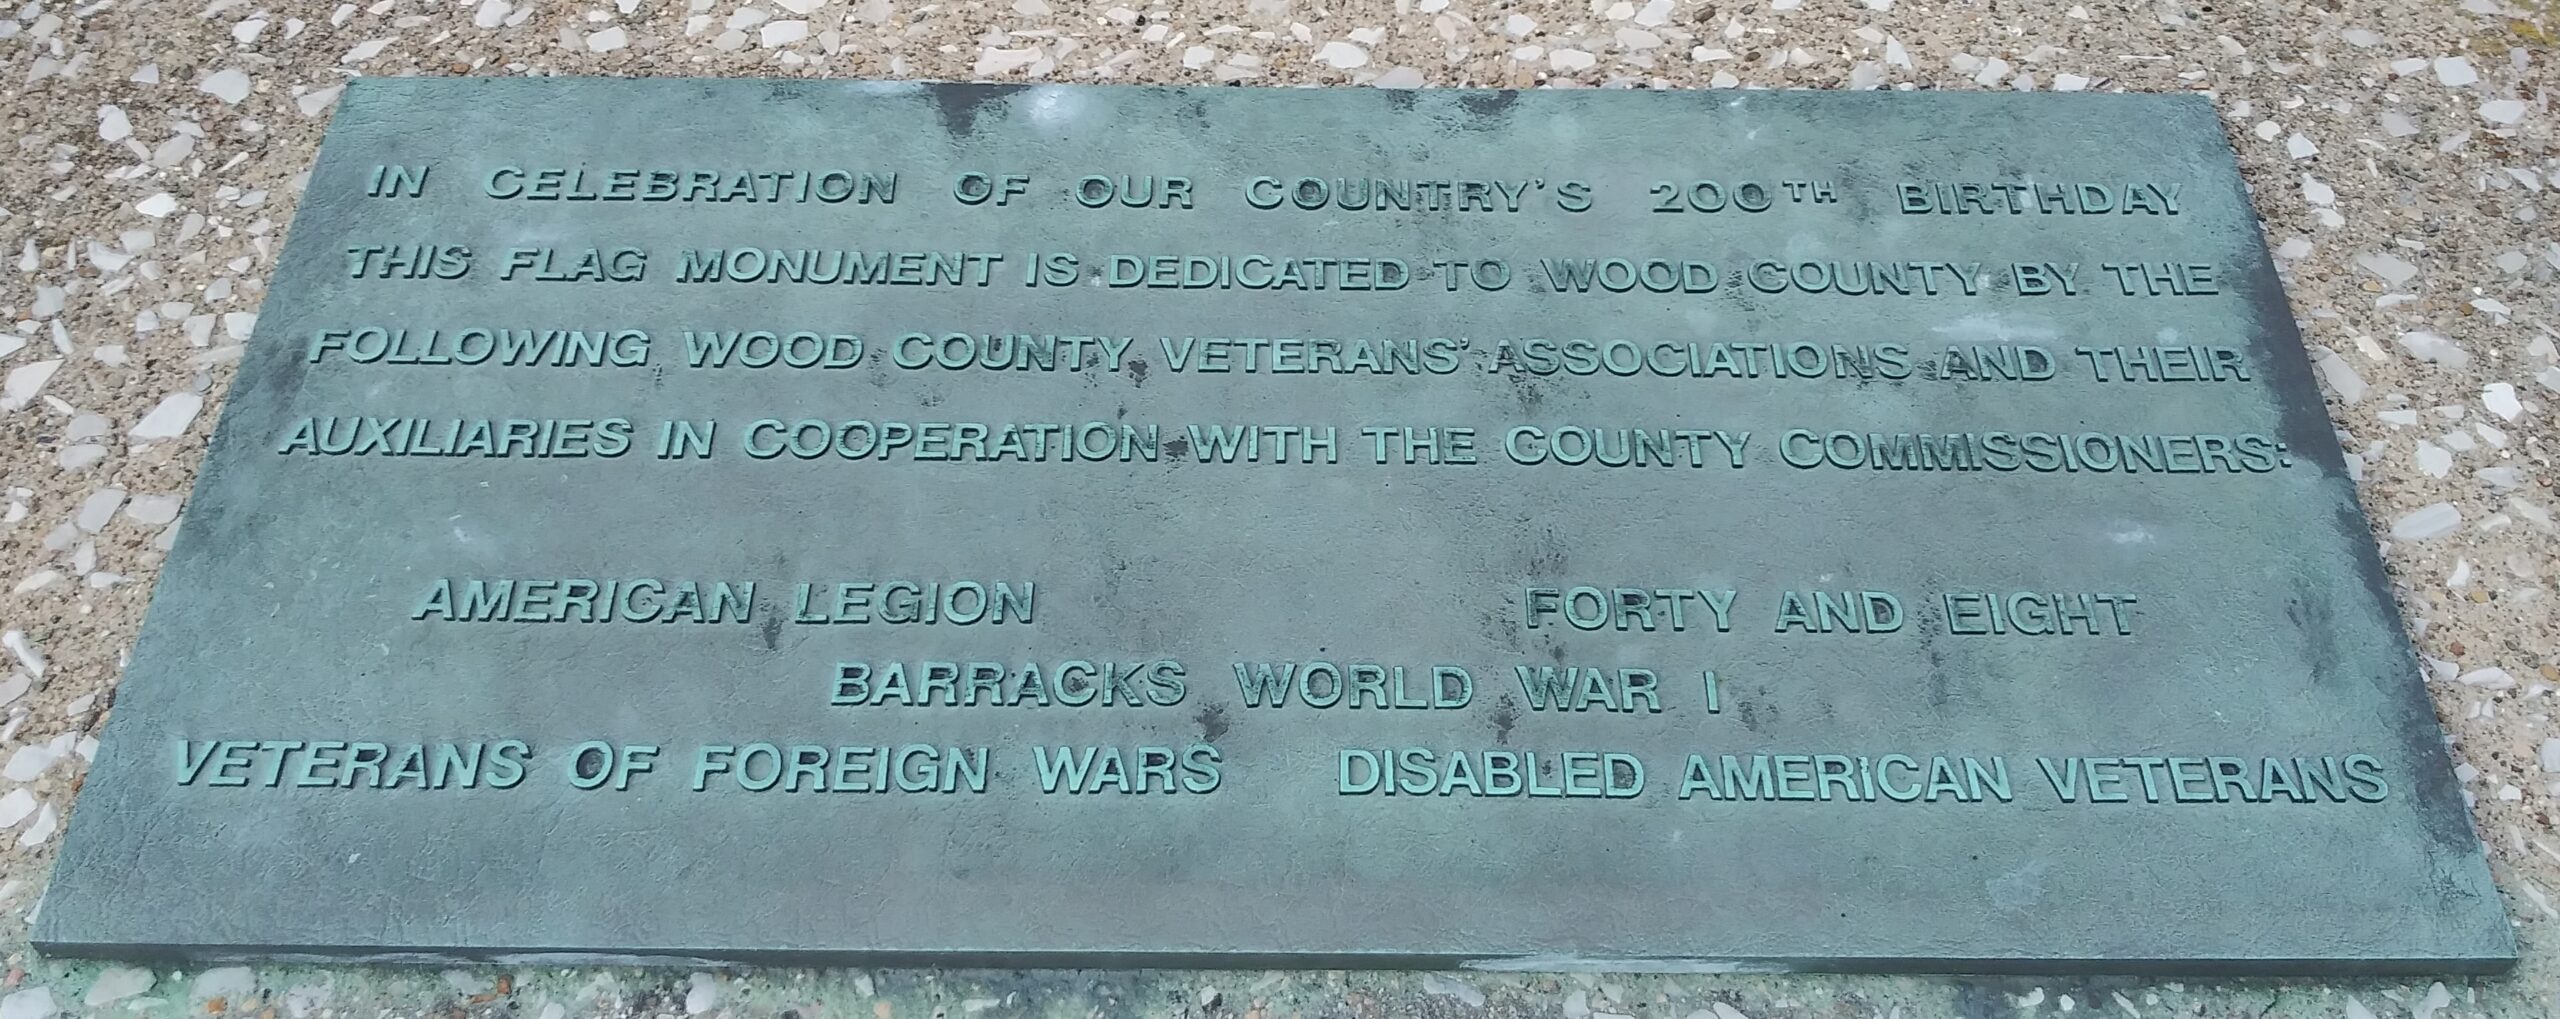 IN CELEBRATION OF OUR COUNTRY'S 200TH BIRTHDAY
THIS FLAG MONUMENT IS DEDICATED TO WOOD COUNTY BY THE
FOLLOWING WOOD COUNTY VETERANS' ASSOCIATIONS AND THEIR
AUXILIARIES IN COOPERATION WITH THE COUNTY COMMISSIONERS:
AMERICAN LEGION FORTY AND EIGHT
BARRACKS WORLD WAR I
VETERANS OF FOREIGN WARS DISABLED AMERICAN VETERANS